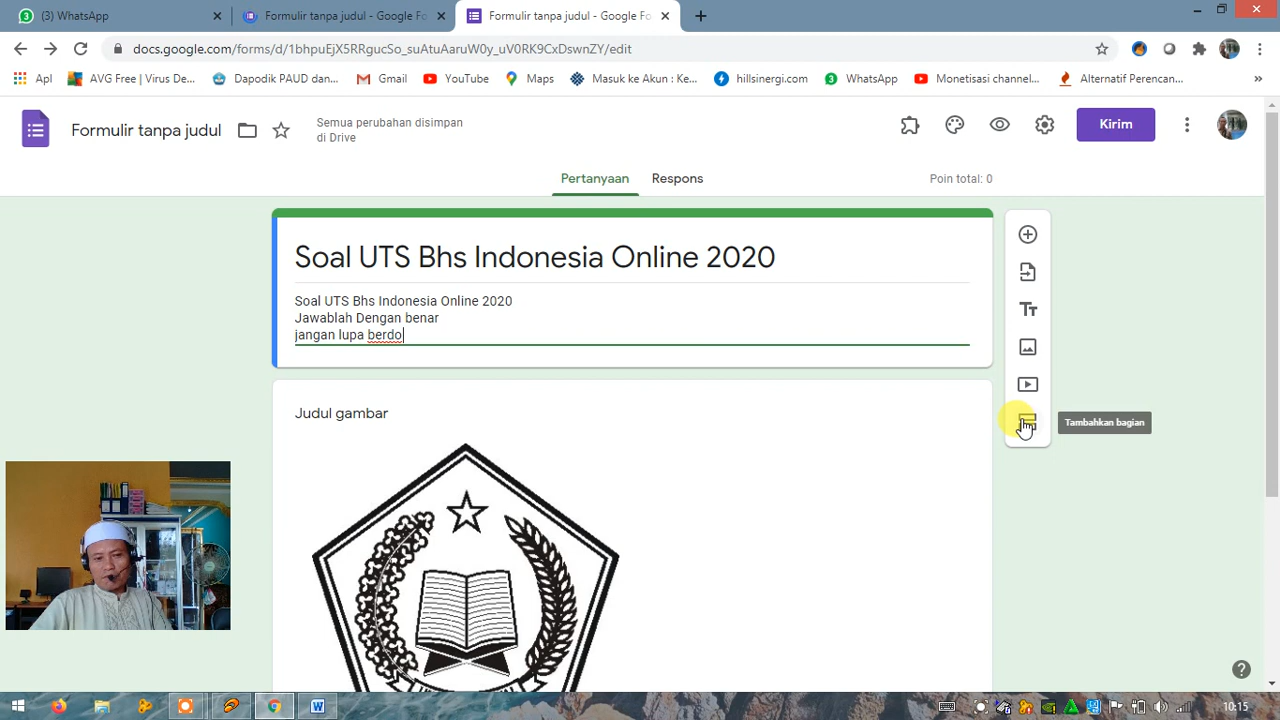 (3) WhatsApp
Formulir tanpa judul - Google Fo
Formulir tanpa judul - Google Fo
docs.google.com/forms/d/1bhpuEjX5RRgucSo_suAtuAaruW0y_uV0RK9CxDswnZY/edit
Apl
AVG Free | Virus De...
Dapodik PAUD dan...
Gmail
YouTube
Maps
Masuk ke Akun : Ke...
hillsinergi.com
WhatsApp
Monetisasi channel...
Alternatif Perencan...
»
Formulir tanpa judul
Semua perubahan disimpan
di Drive
Kirim
Pertanyaan
Respons
Poin total: 0
Soal UTS Bhs Indonesia Online 2020
Soal UTS Bhs Indonesia Online 2020
Jawablah Dengan benar
jangan lupa berdo
Tt
Judul gambar
Tambahkan bagian
10:15